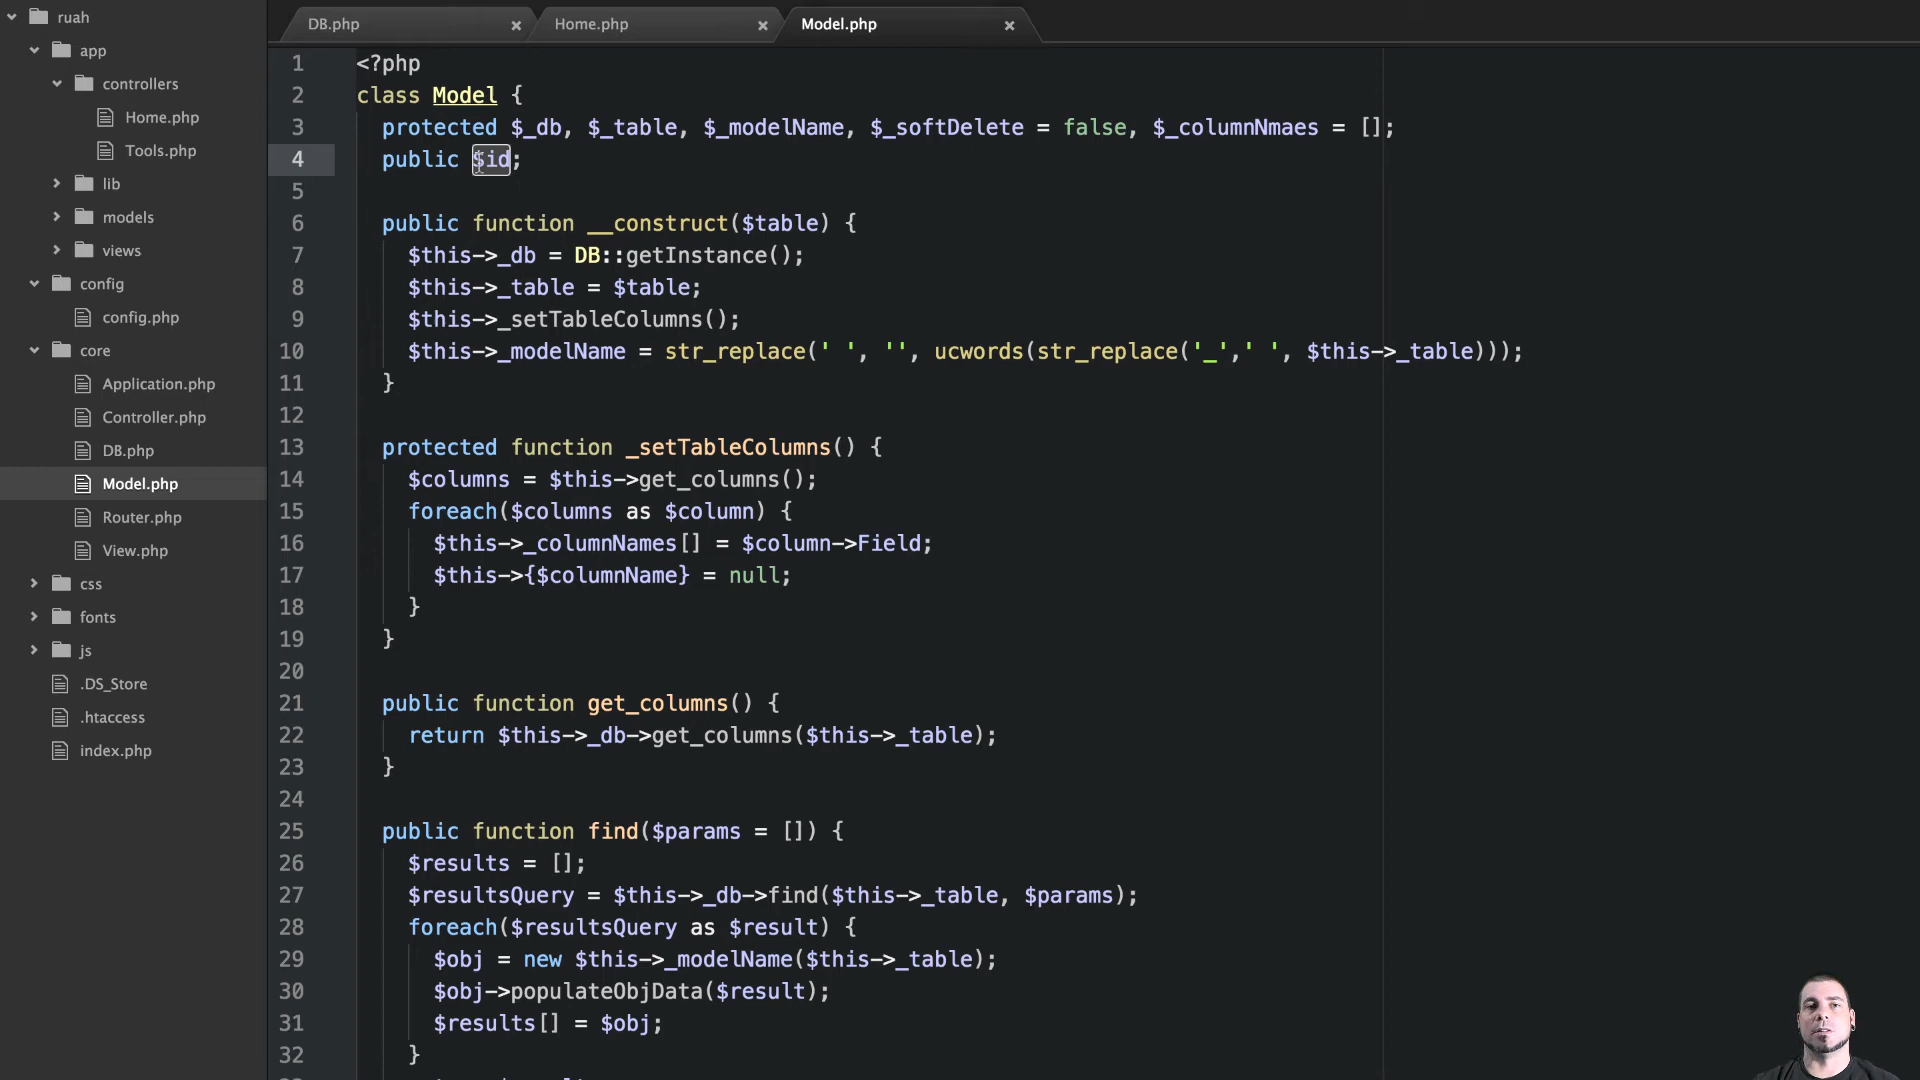 ruah
app
controllers
Home.php
Tools.php
lib
models
views
config
config.php
core
Application.php
Controller.php
DB.php
Model.php
Router.php
View.php
css
fonts
js
.DS_Store
.htaccess
index.php
DB.php × Home.php × Model.php ×
1 <?php
2 class Model {
3   protected $_db, $_table, $_modelName, $_softDelete = false, $_columnNmaes = [];
4   public $id;
5
6   public function __construct($table) {
7     $this->_db = DB::getInstance();
8     $this->_table = $table;
9     $this->_setTableColumns();
10     $this->_modelName = str_replace(' ', '', ucwords(str_replace('_',' ', $this->_table)));
11   }
12
13   protected function _setTableColumns() {
14     $columns = $this->get_columns();
15     foreach($columns as $column) {
16       $this->_columnNames[] = $column->Field;
17       $this->{$columnName} = null;
18     }
19   }
20
21   public function get_columns() {
22     return $this->_db->get_columns($this->_table);
23   }
24
25   public function find($params = []) {
26     $results = [];
27     $resultsQuery = $this->_db->find($this->_table, $params);
28     foreach($resultsQuery as $result) {
29       $obj = new $this->_modelName($this->_table);
30       $obj->populateObjData($result);
31       $results[] = $obj;
32     }